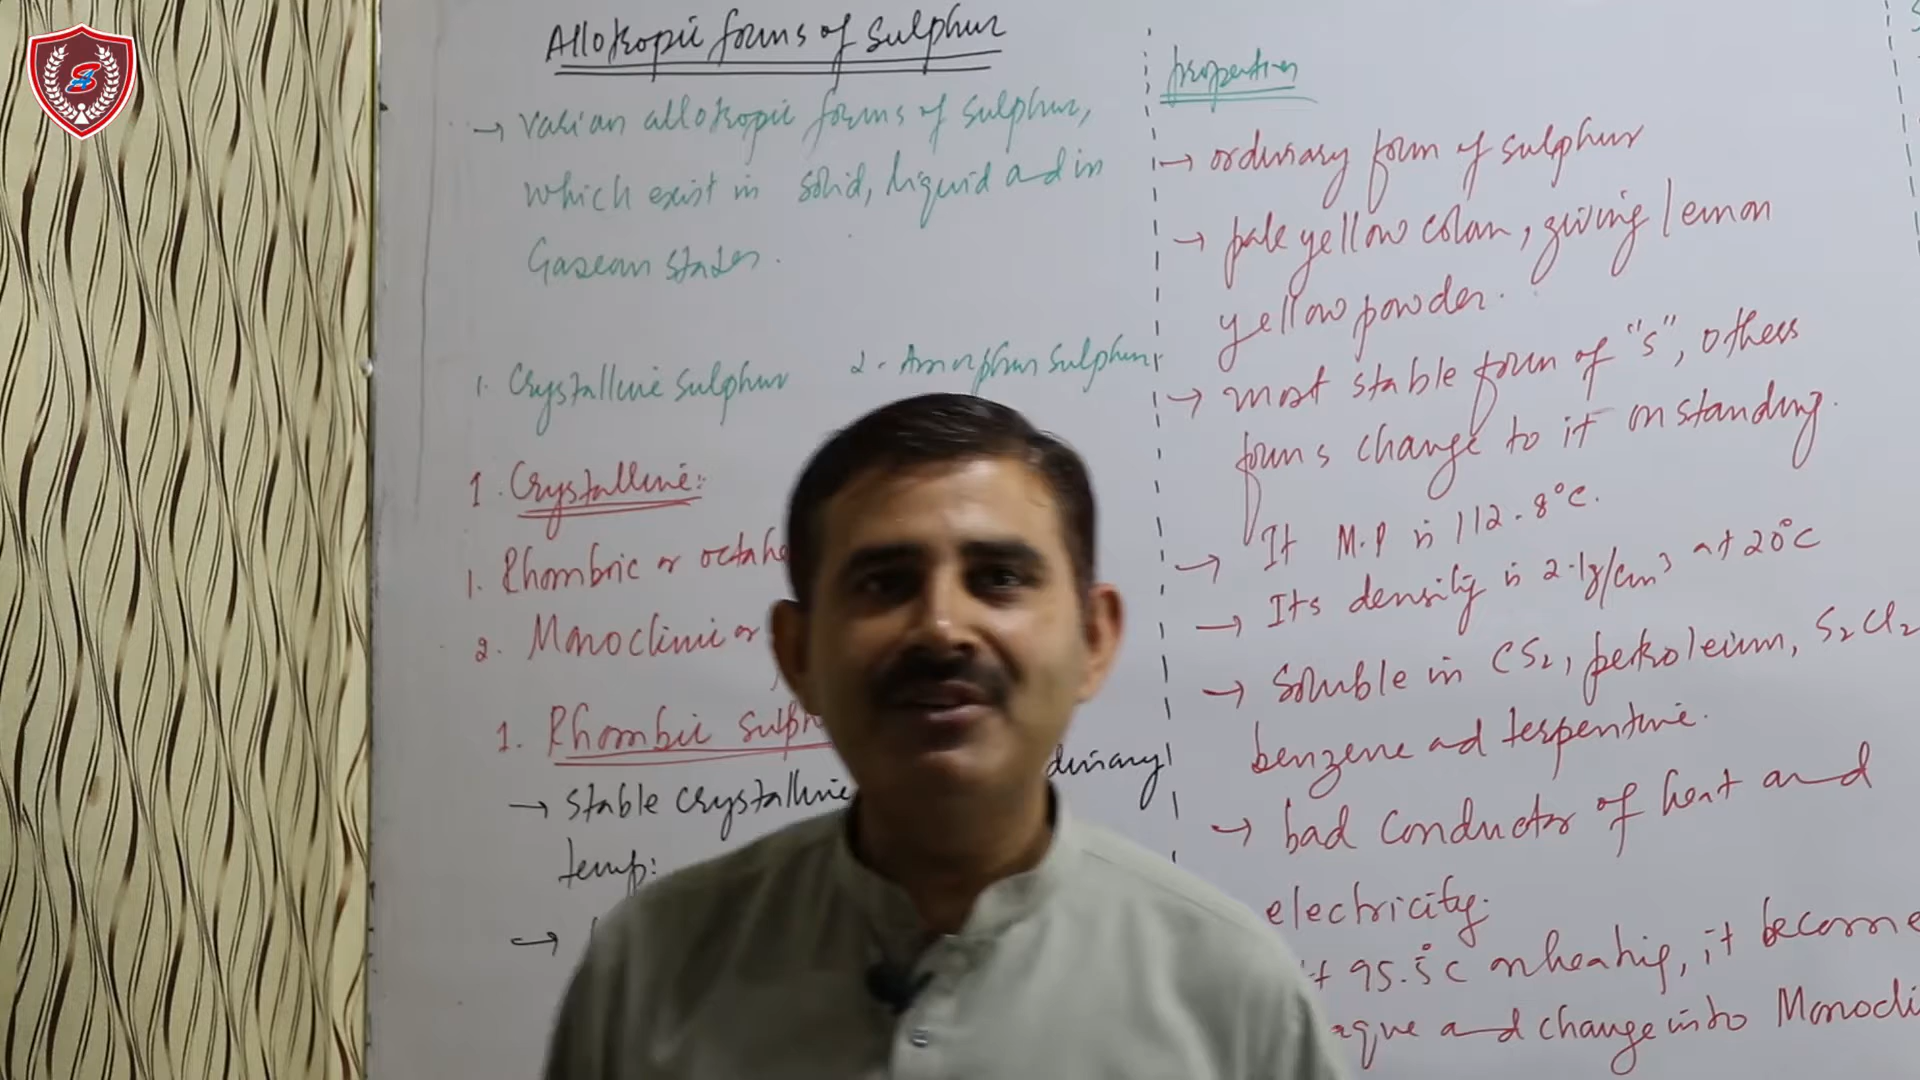 Allotropic forms of sulphur
→ various allotropic forms of sulphur,
which exist in solid, liquid and in
Gaseous states.
1. Crystalline sulphur 2. Amorphus sulphur
1. Crystalline:
1. Rhombric or octahe
2. Monoclinic or
1. Rhombic sulph
→ stable crystalline dinary
temp:
→
properties
→ ordinary form of sulphur
→ pale yellow colour, giving lemon
yellow powder.
→ most stable form of "s", others
forms change to it on standing.
→ It M.P is 112.8°C.
→ Its density is 2.1g/cm³ at 20°C
→ Soluble in CS₂, petroleium, S₂Cl₂
benzene and terpentine.
→ bad conductor of heat and
electricity.
t 95.5°C on heating, it become
aque and change into Monocli